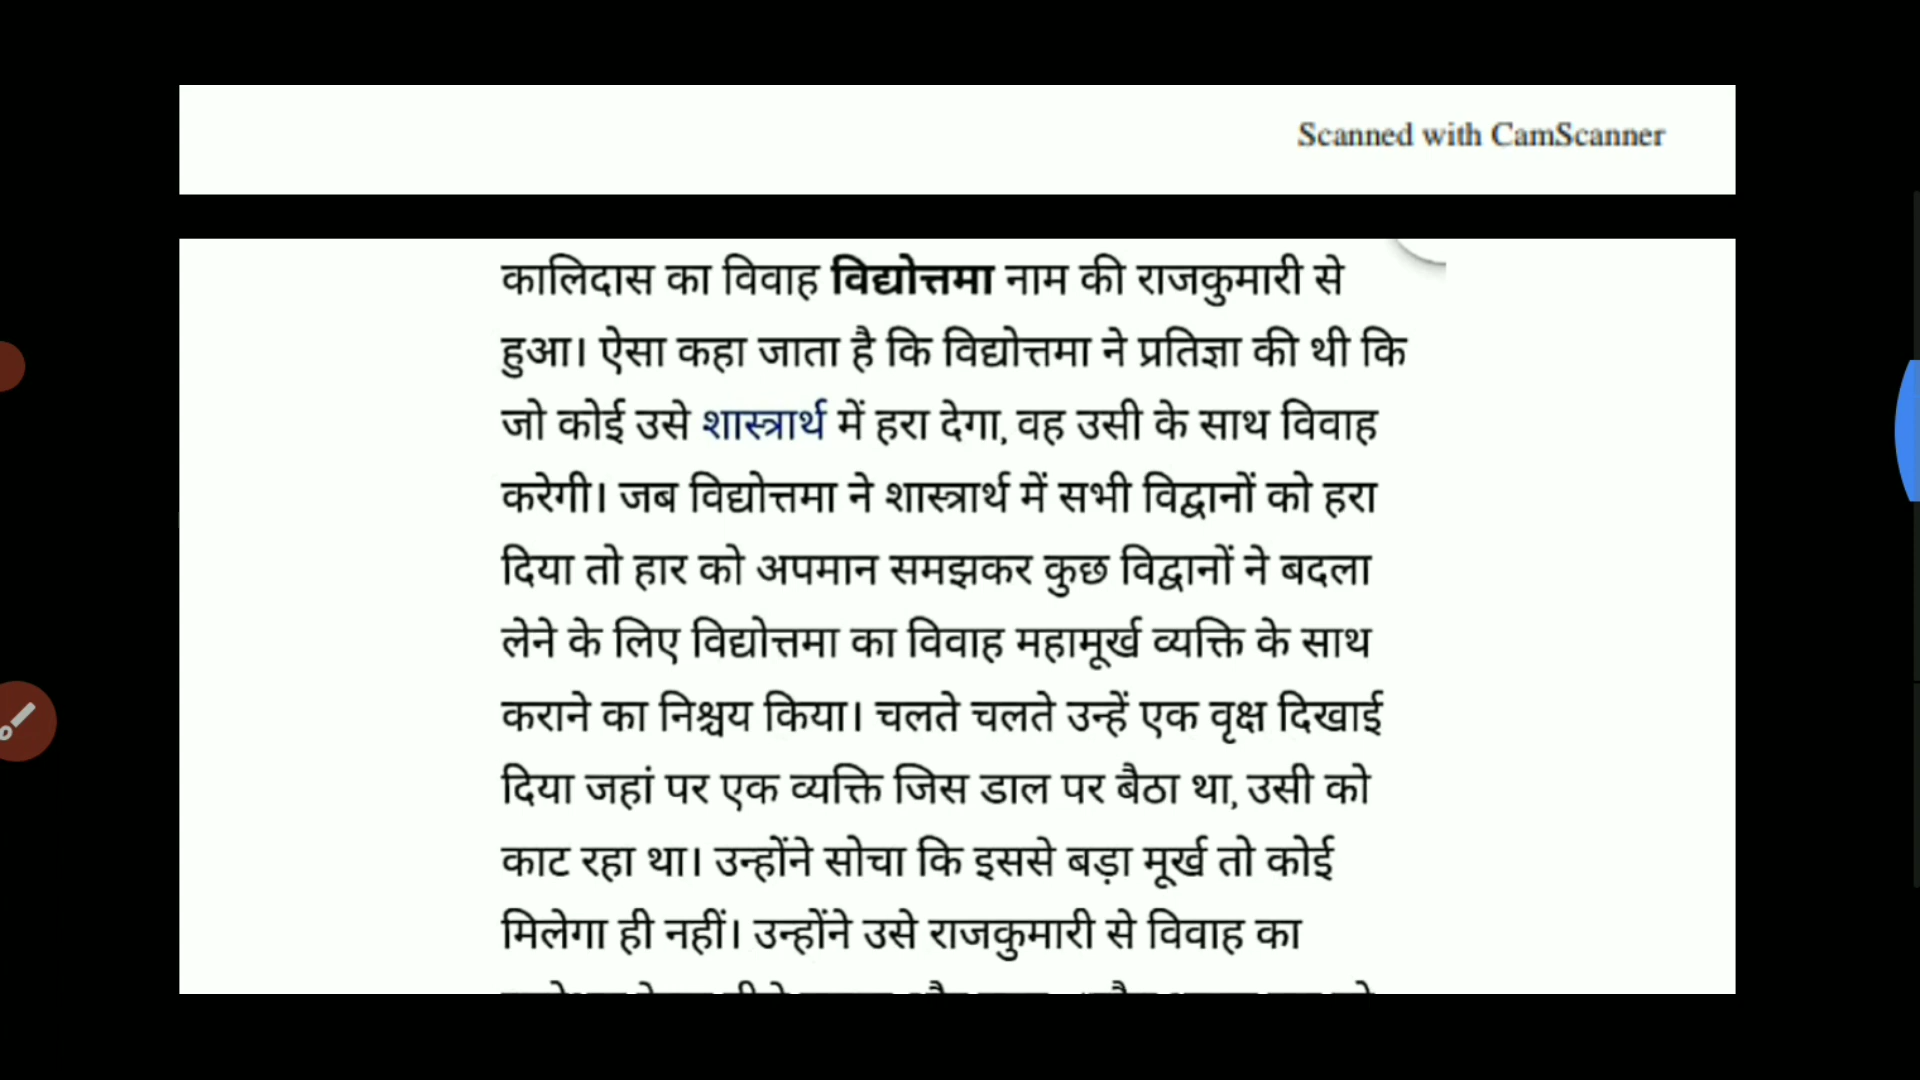 Scanned with CamScanner
कालिदास का विवाह विद्योत्तमा नाम की राजकुमारी से
हुआ। ऐसा कहा जाता है कि विद्योत्तमा ने प्रतिज्ञा की थी कि
जो कोई उसे शास्त्रार्थ में हरा देगा, वह उसी के साथ विवाह
करेगी। जब विद्योत्तमा ने शास्त्रार्थ में सभी विद्वानों को हरा
दिया तो हार को अपमान समझकर कुछ विद्वानों ने बदला
लेने के लिए विद्योत्तमा का विवाह महामूर्ख व्यक्ति के साथ
कराने का निश्चय किया। चलते चलते उन्हें एक वृक्ष दिखाई
दिया जहां पर एक व्यक्ति जिस डाल पर बैठा था, उसी को
काट रहा था। उन्होंने सोचा कि इससे बड़ा मूर्ख तो कोई
मिलेगा ही नहीं। उन्होंने उसे राजकुमारी से विवाह का